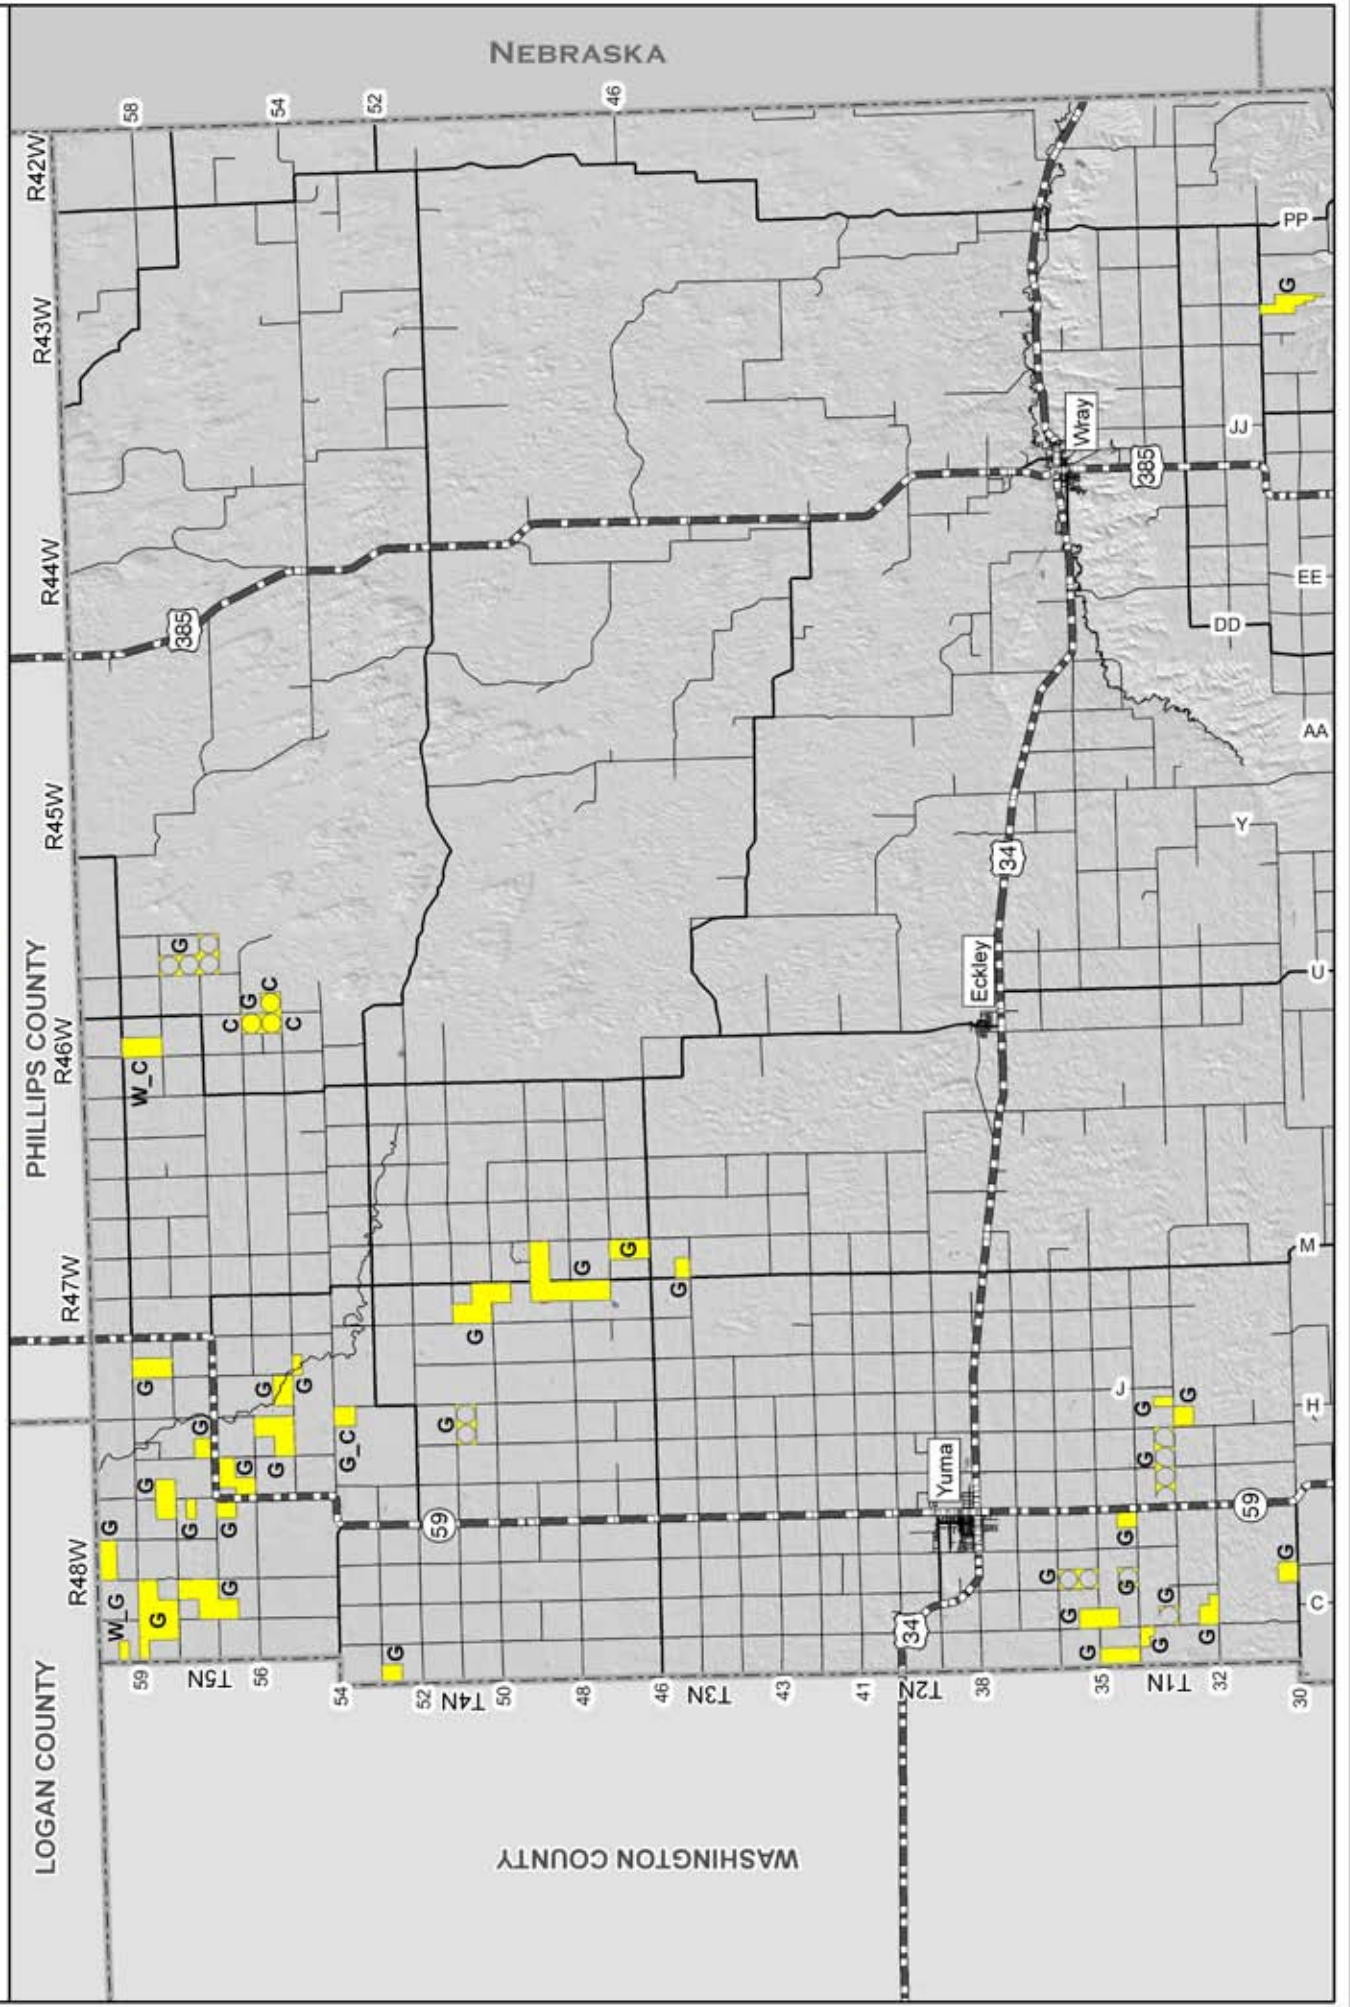 LOGAN COUNTY
PHILLIPS COUNTY
R48W
R47W
R46W
R45W
R44W
R43W
R42W
NEBRASKA
WASHINGTON COUNTY
59
T5N
56
54
52
T4N
50
48
46
T3N
43
41
T2N
38
35
T1N
32
30
58
54
52
46
W_G
G
G
G
G
G
G
G
G
G
G
G
G
G_C
W_C
C
G
C
C
G
385
G
G
G
G
G
G
59
34
Yuma
Eckley
34
Wray
385
G
G
G
G
G
G
G
G
G
G
G
G
59
C
H
J
M
U
Y
AA
DD
EE
JJ
PP
G